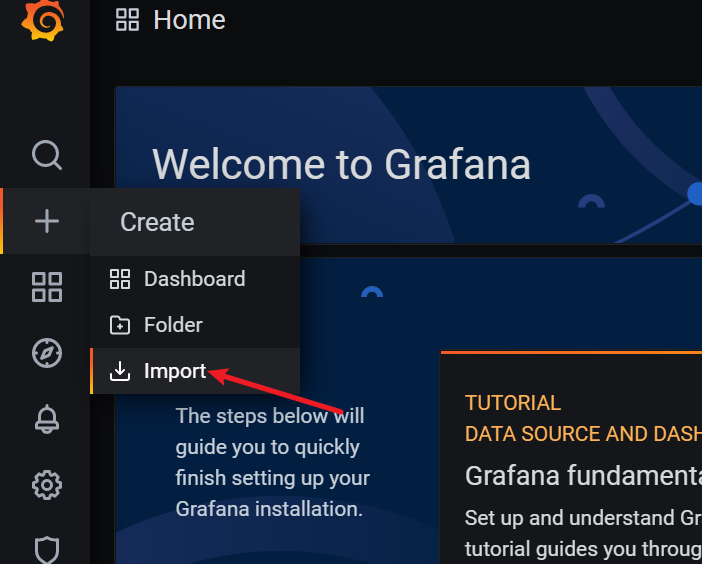 Home
Welcome to Grafana
Create
Dashboard
Folder
Import
The steps below will
guide you to quickly
finish setting up your
Grafana installation.
TUTORIAL
DATA SOURCE AND DASH
Grafana fundamenta
Set up and understand Gr
tutorial guides you throug